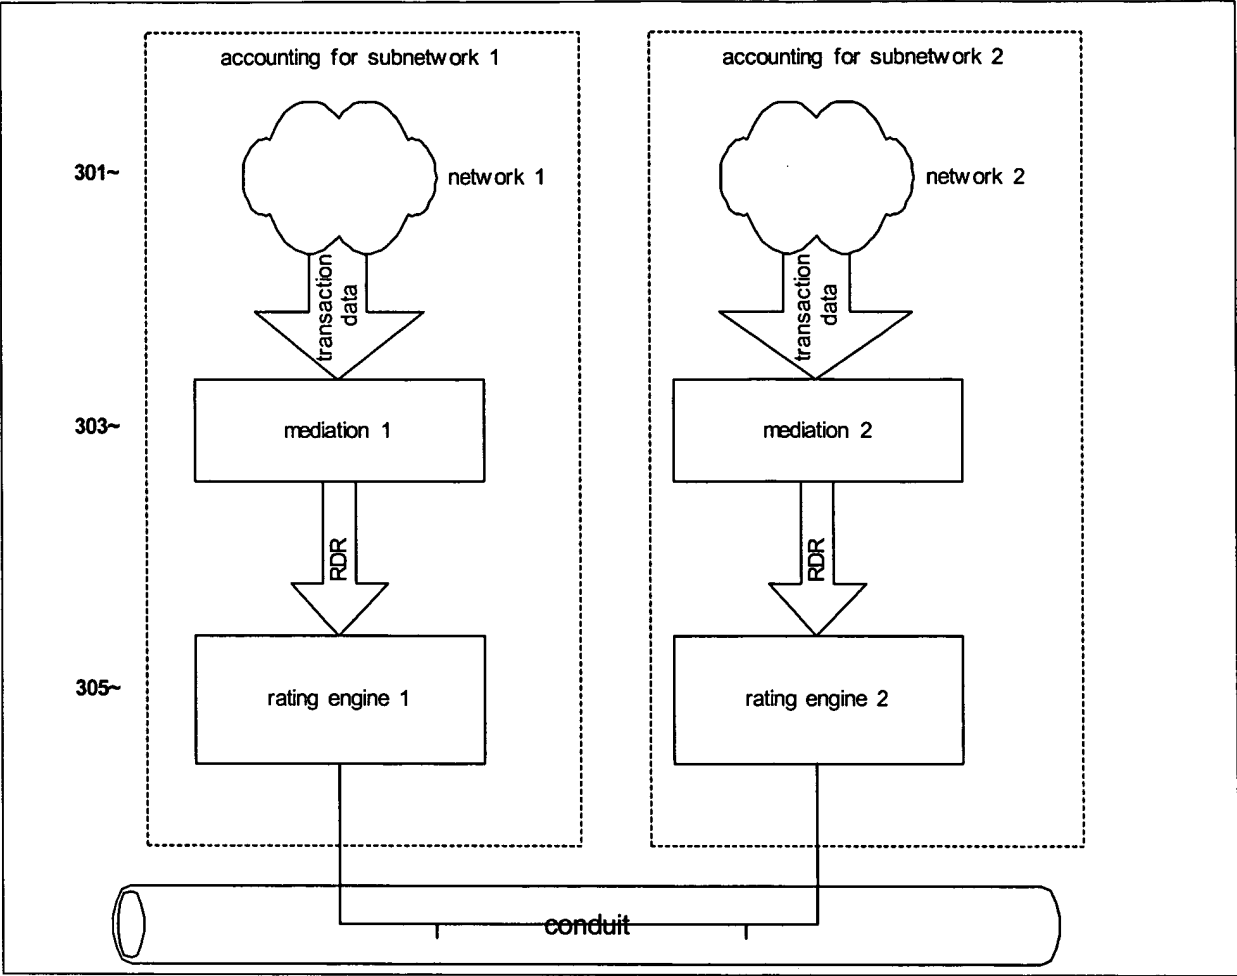 accounting for subnetwork 1
accounting for subnetwork 2
301~
network 1
network 2
transaction
data
transaction
data
303~
mediation 1
mediation 2
RDR
RDR
305~
rating engine 1
rating engine 2
conduit